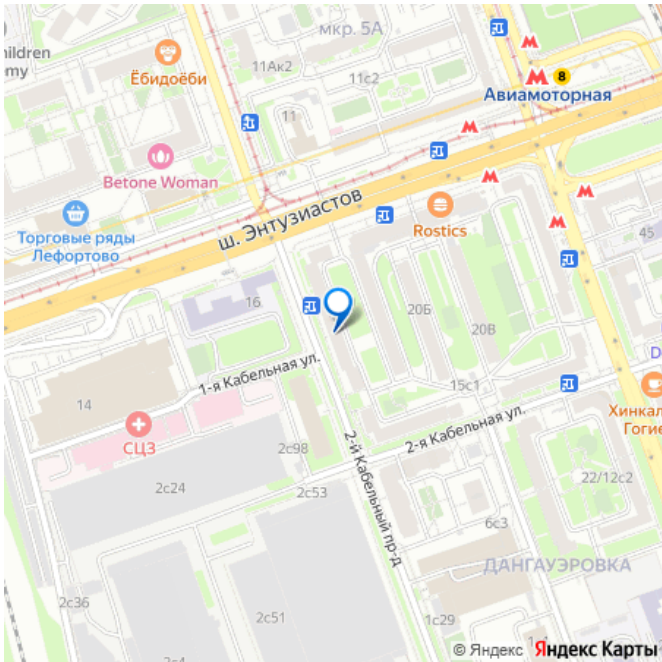 мкр. 5А
hildren
my
Ёбидоёби
11Ак2
11с2
8
Авиамоторная
11
Betone Woman
ш. Энтузиастов
Rostics
Торговые ряды
Лефортово
45
16
20Б
20В
D
1-я Кабельная ул.
15с1
14
Хинкал
Гогие
СЦЗ
2-я Кабельная ул.
2с98
2-й Кабельный пр-д
2с24
2с53
22/12с2
6с3
ДАНГАУЭРОВКА
2с36
2с51
1с29
2с4
© Яндекс Яндекс Карты